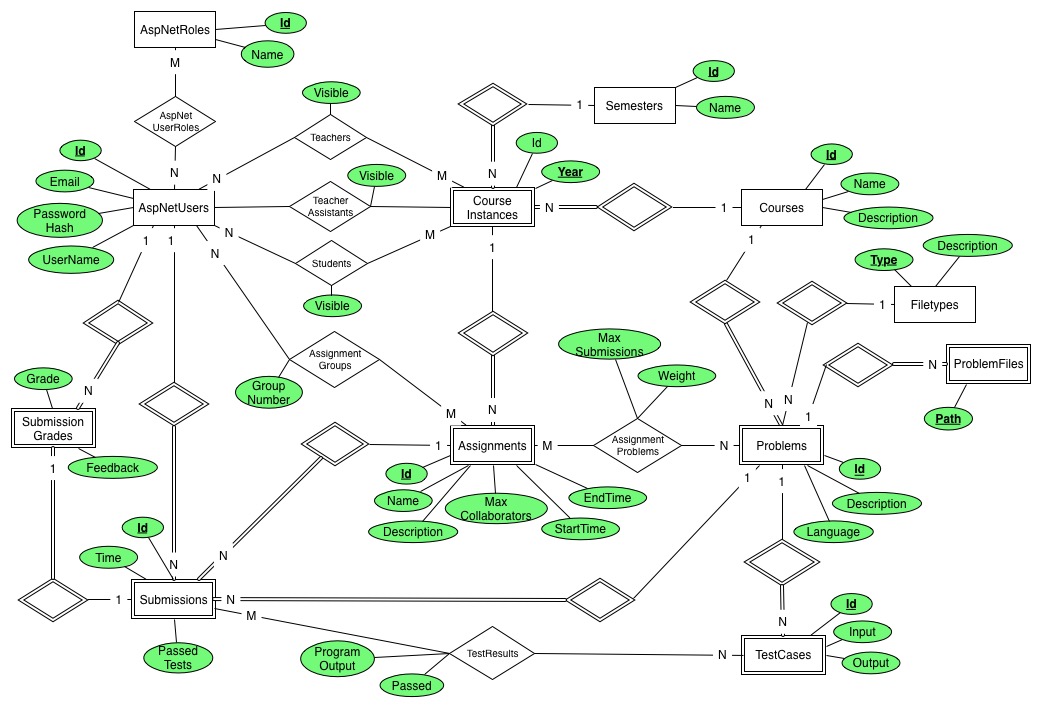 AspNetRoles
Id
Name
M
AspNet
UserRoles
N
Visible
Teachers
N
M
1
Semesters
Id
Name
N
Id
Year
Id
Email
Password
Hash
UserName
AspNetUsers
Visible
Teacher
Assistants
Course
Instances
N
1
Courses
Id
Name
Description
1
1
N
N
M
Students
Visible
1
1
Type
Description
1
Filetypes
Assignment
Groups
Group
Number
Max
Submissions
Weight
N
ProblemFiles
Path
Grade
N
Submission
Grades
Feedback
1
M
N
N
N
1
1
Assignments
M
Assignment
Problems
N
Problems
Id
Name
Description
Max
Collaborators
StartTime
EndTime
1
1
Id
Description
Language
Id
Time
N
N
1
Submissions
N
Passed
Tests
M
Program
Output
Passed
TestResults
N
N
TestCases
Id
Input
Output